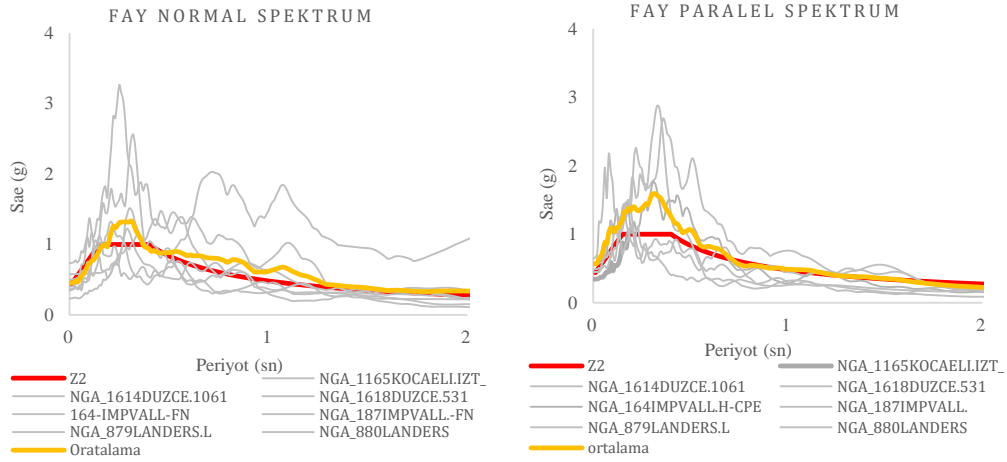 FAY NORMAL SPEKTRUM
4
3
2
1
0
Sae (g)
0 1 2
Periyot (sn)
Z2 NGA_1165KOCAELI.IZT_
NGA_1614DUZCE.1061 NGA_1618DUZCE.531
164-IMPVALL-FN NGA_187IMPVALL.-FN
NGA_879LANDERS.L NGA_880LANDERS
Oratalama
FAY PARALEL SPEKTRUM
4
3
2
1
0
Sae (g)
0 1 2
Periyot (sn)
Z2 NGA_1165KOCAELI.IZT_
NGA_1614DUZCE.1061 NGA_1618DUZCE.531
NGA_164IMPVALL.H-CPE NGA_187IMPVALL.
NGA_879LANDERS.L NGA_880LANDERS
ortalama